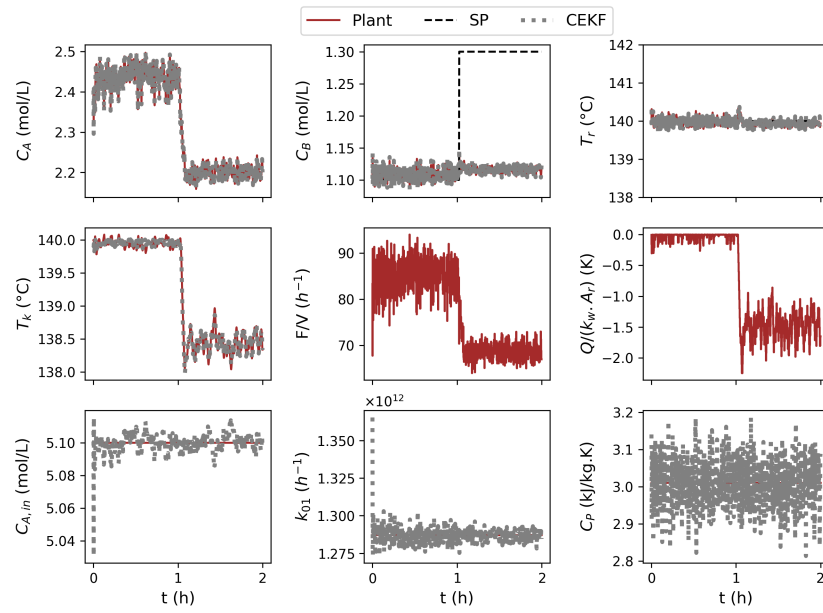 Plant SP CEKF
2.5
2.4
2.3
2.2
C_A (mol/L)
1.30
1.25
1.20
1.15
1.10
C_B (mol/L)
142
141
140
139
138
T_r (°C)
140.0
139.5
139.0
138.5
138.0
T_k (°C)
90
80
70
F/V (h⁻¹)
0.0
−0.5
−1.0
−1.5
−2.0
Q/(k_w. A_r) (K)
5.10
5.08
5.06
5.04
C_{A,in} (mol/L)
0 1 2
t (h)
×10¹²
1.350
1.325
1.300
1.275
k_{01} (h⁻¹)
0 1 2
t (h)
3.2
3.1
3.0
2.9
2.8
C_P (kJ/kg.K)
0 1 2
t (h)